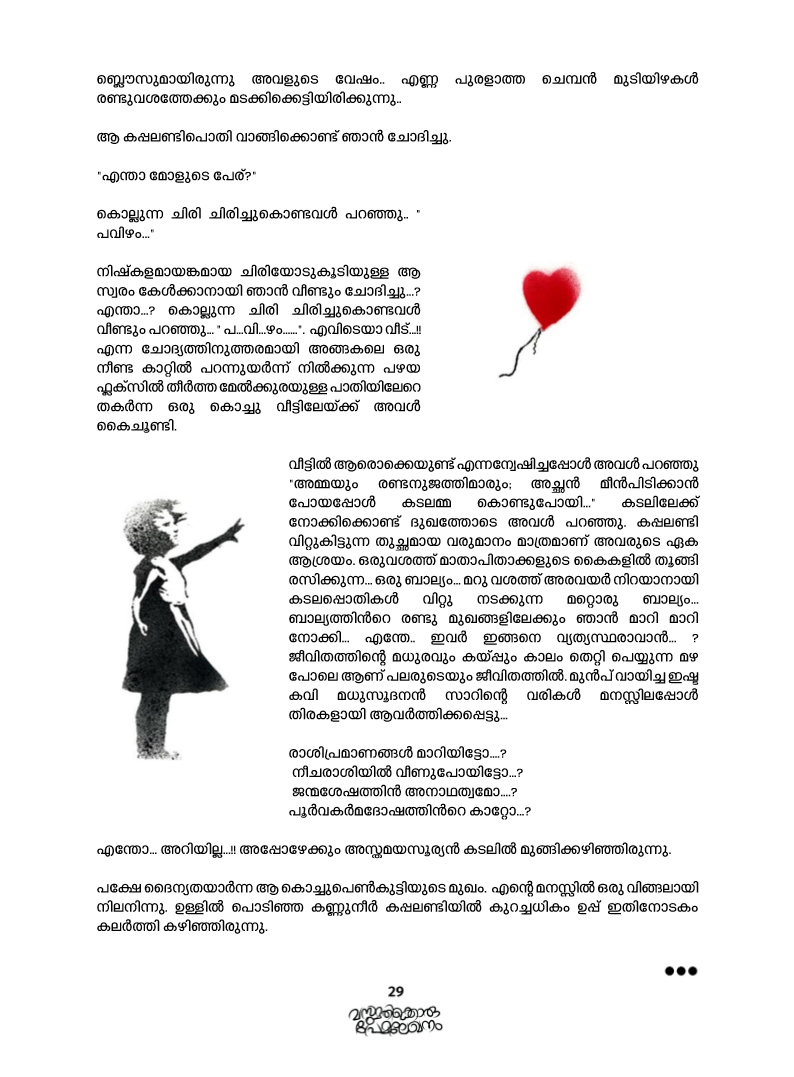 ബ്ലൌസുമായിരുന്നു അവളുടെ വേഷം.. എണ്ണ പുരളാത്ത ചെമ്പൻ മുടിയിഴകൾ
രണ്ടുവശത്തേക്കും മടക്കിക്കെട്ടിയിരിക്കുന്നു..
ആ കപ്പലണ്ടിപൊതി വാങ്ങിക്കൊണ്ട് ഞാൻ ചോദിച്ചു.
"എന്താ മോളുടെ പേര്?"
കൊല്ലുന്ന ചിരി ചിരിച്ചുകൊണ്ടവൾ പറഞ്ഞു.. "
പവിഴം..."
നിഷ്കളമായങ്കമായ ചിരിയോടുകൂടിയുള്ള ആ
സ്വരം കേൾക്കാനായി ഞാൻ വീണ്ടും ചോദിച്ചു...?
എന്താ...? കൊല്ലുന്ന ചിരി ചിരിച്ചുകൊണ്ടവൾ
വീണ്ടും പറഞ്ഞു... " പ...വി...ഴം......". എവിടെയാ വീട്...!!
എന്ന ചോദ്യത്തിനുത്തരമായി അങ്ങകലെ ഒരു
നീണ്ട കാറ്റിൽ പറന്നുയർന്ന് നിൽക്കുന്ന പഴയ
ഫ്ലക്സിൽ തീർത്ത മേൽക്കുരയുള്ള പാതിയിലേറെ
തകർന്ന ഒരു കൊച്ചു വീട്ടിലേയ്ക്ക് അവൾ
കൈചൂണ്ടി.
വീട്ടിൽ ആരൊക്കെയുണ്ട് എന്നന്വേഷിച്ചപ്പോൾ അവൾ പറഞ്ഞു
"അമ്മയും രണ്ടനുജത്തിമാരും; അച്ഛൻ മീൻപിടിക്കാൻ
പോയപ്പോൾ കടലമ്മ കൊണ്ടുപോയി..." കടലിലേക്ക്
നോക്കിക്കൊണ്ട് ദുഖത്തോടെ അവൾ പറഞ്ഞു. കപ്പലണ്ടി
വിറ്റുകിട്ടുന്ന തുച്ഛമായ വരുമാനം മാത്രമാണ് അവരുടെ ഏക
ആശ്രയം. ഒരുവശത്ത് മാതാപിതാക്കളുടെ കൈകളിൽ തൂങ്ങി
രസിക്കുന്ന... ഒരു ബാല്യം... മറു വശത്ത് അരവയർ നിറയാനായി
കടലപ്പൊതികൾ വിറ്റു നടക്കുന്ന മറ്റൊരു ബാല്യം...
ബാല്യത്തിൻറെ രണ്ടു മുഖങ്ങളിലേക്കും ഞാൻ മാറി മാറി
നോക്കി... എന്തേ.. ഇവർ ഇങ്ങനെ വ്യത്യസ്ഥരാവാൻ... ?
ജീവിതത്തിന്റെ മധുരവും കയ്പ്പും കാലം തെറ്റി പെയ്യുന്ന മഴ
പോലെ ആണ് പലരുടെയും ജീവിതത്തിൽ. മുൻപ് വായിച്ച ഇഷ്ട
കവി മധുസൂദനൻ സാറിന്റെ വരികൾ മനസ്സിലപ്പോൾ
തിരകളായി ആവർത്തിക്കപ്പെട്ടു...
രാശിപ്രമാണങ്ങൾ മാറിയിട്ടോ....?
നീചരാശിയിൽ വീണുപോയിട്ടോ...?
ജന്മശേഷത്തിൻ അനാഥത്വമോ....?
പൂർവകർമദോഷത്തിൻറെ കാറ്റോ...?
എന്തോ... അറിയില്ല...!! അപ്പോഴേക്കും അസ്തമയസൂര്യൻ കടലിൽ മുങ്ങിക്കഴിഞ്ഞിരുന്നു.
പക്ഷേ ദൈന്യതയാർന്ന ആ കൊച്ചുപെൺകുട്ടിയുടെ മുഖം. എന്റെ മനസ്സിൽ ഒരു വിങ്ങലായി
നിലനിന്നു. ഉള്ളിൽ പൊടിഞ്ഞ കണ്ണുനീർ കപ്പലണ്ടിയിൽ കുറച്ചധികം ഉപ്പ് ഇതിനോടകം
കലർത്തി കഴിഞ്ഞിരുന്നു.
29